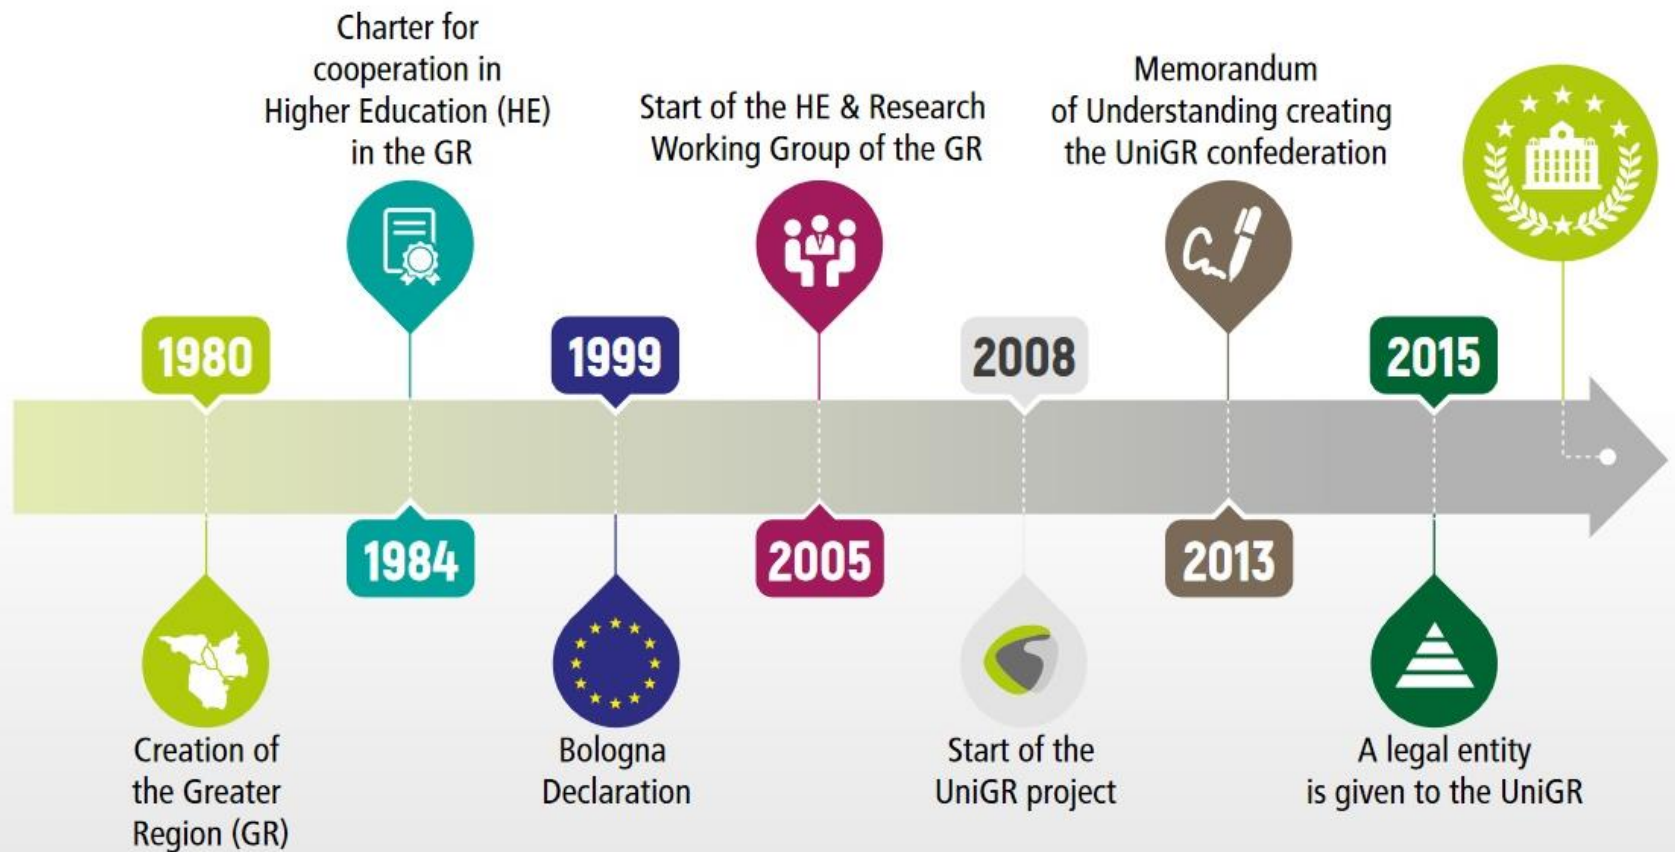 Charter for
cooperation in
Higher Education (HE)
in the GR
Start of the HE & Research
Working Group of the GR
Memorandum
of Understanding creating
the UniGR confederation
1980
1999
2008
2015
1984
2005
2013
Creation of
the Greater
Region (GR)
Bologna
Declaration
Start of the
UniGR project
A legal entity
is given to the UniGR